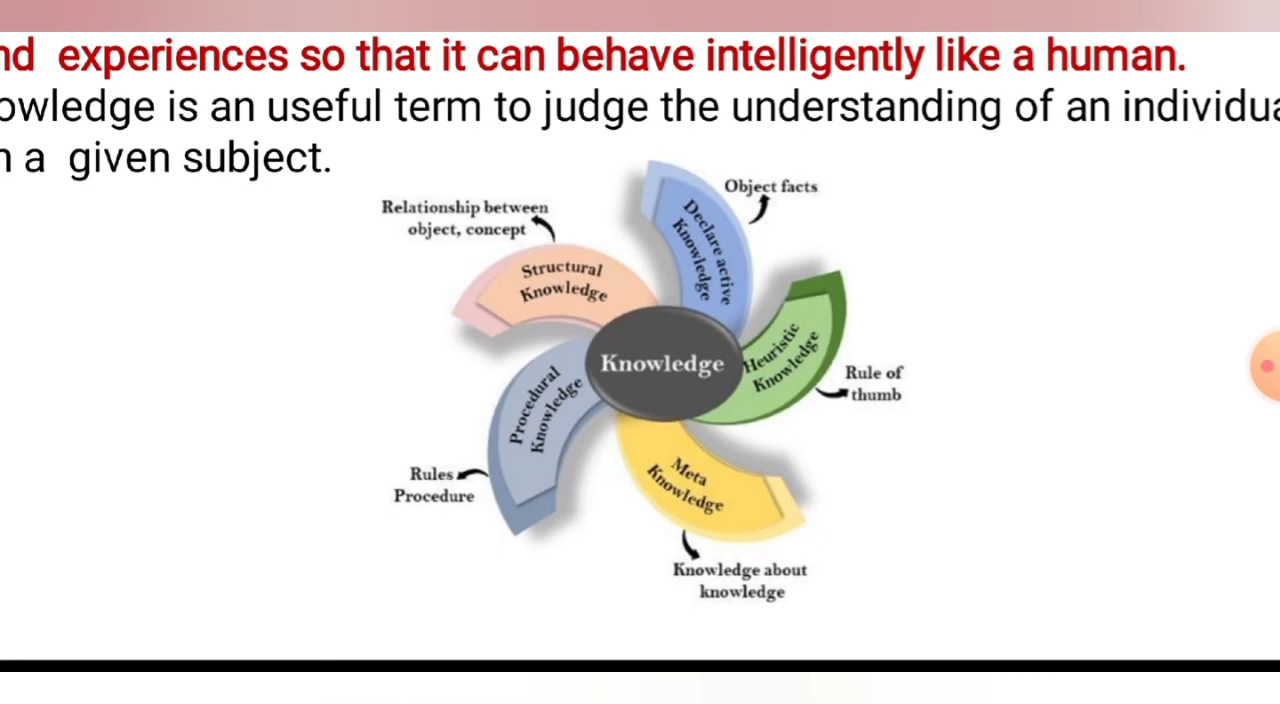 nd experiences so that it can behave intelligently like a human.
owledge is an useful term to judge the understanding of an individua
a given subject.
Object facts
Relationship between
object, concept
Declare active
Knowledge
Structural
Knowledge
Heuristic
Knowledge
Knowledge
Procedural
Knowledge
Rule of
thumb
Meta
Knowledge
Rules
Procedure
Knowledge about
knowledge